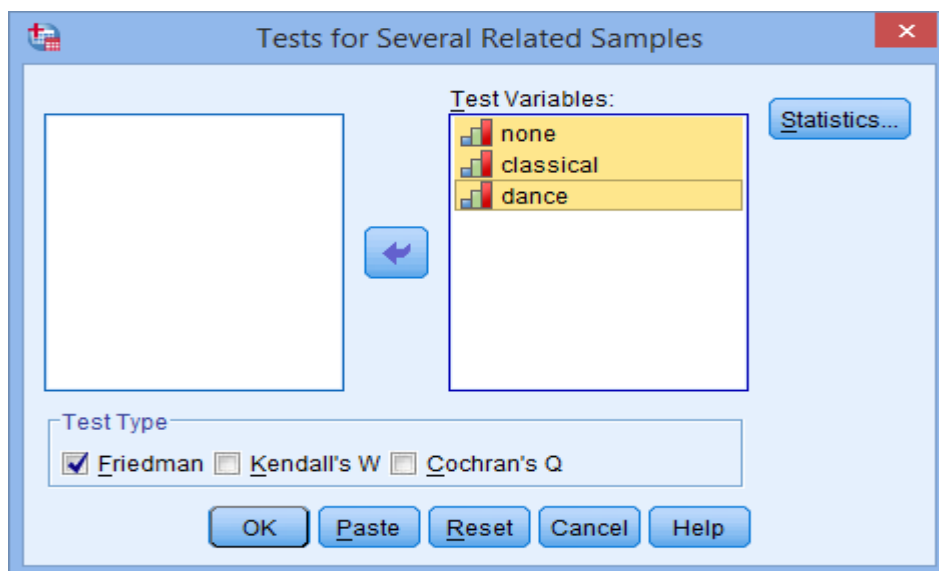 Tests for Several Related Samples
Test Variables:
none
classical
dance
Statistics...
Test Type
Friedman Kendall's W Cochran's Q
OK Paste Reset Cancel Help